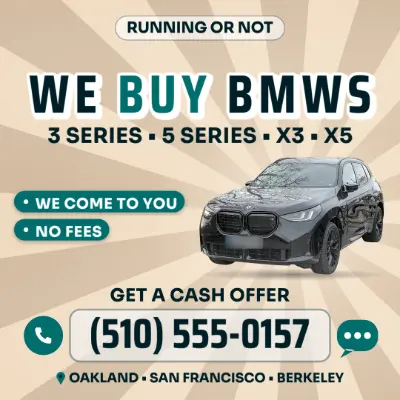 RUNNING OR NOT
WE BUY BMWS
3 SERIES ▪ 5 SERIES ▪ X3 ▪ X5
• WE COME TO YOU
• NO FEES
GET A CASH OFFER
(510) 555-0157
OAKLAND ▪ SAN FRANCISCO ▪ BERKELEY